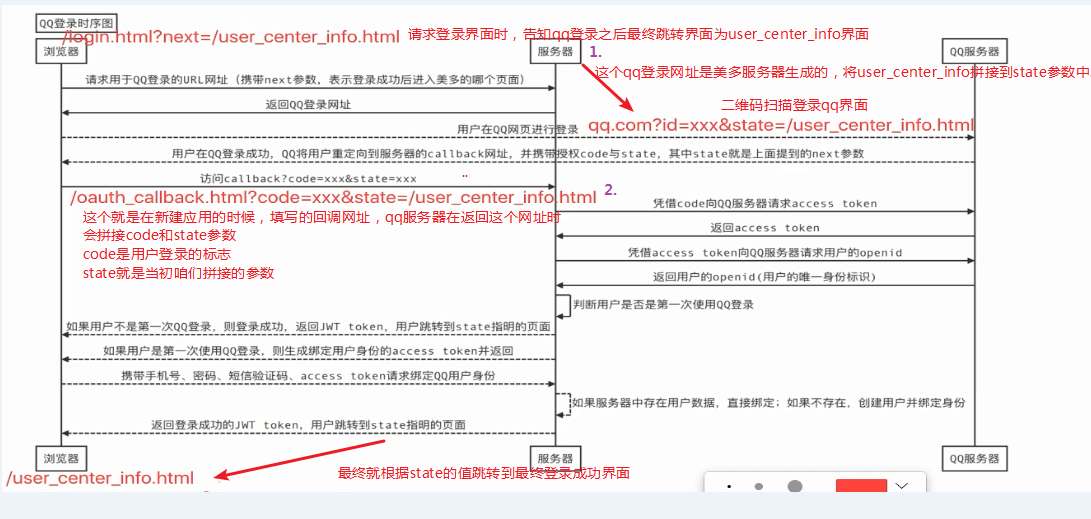 QQ登录时序图
/login.html?next=/user_center_info.html 请求登录界面时，告知qq登录之后最终跳转界面为user_center_info界面
浏览器 服务器 QQ服务器
1.
这个qq登录网址是美多服务器生成的，将user_center_info拼接到state参数中
请求用于QQ登录的URL网址（携带next参数，表示登录成功后进入美多的哪个页面）
返回QQ登录网址
二维码扫描登录qq界面
用户在QQ网页进行登录 qq.com?id=xxx&state=/user_center_info.html
用户在QQ登录成功，QQ将用户重定向到服务器的callback网址，并携带授权code与state，其中state就是上面提到的next参数
访问callback?code=xxx&state=xxx
/oauth_callback.html?code=xxx&state=/user_center_info.html 2.
凭借code向QQ服务器请求access token
这个就是在新建应用的时候，填写的回调网址，qq服务器在返回这个网址时
会拼接code和state参数
返回access token
code是用户登录的标志
凭借access token向QQ服务器请求用户的openid
state就是当初咱们拼接的参数
返回用户的openid(用户的唯一身份标识)
判断用户是否是第一次使用QQ登录
如果用户不是第一次QQ登录，则登录成功，返回JWT token，用户跳转到state指明的页面
如果用户是第一次使用QQ登录，则生成绑定用户身份的access token并返回
携带手机号、密码、短信验证码、access token请求绑定QQ用户身份
如果服务器中存在用户数据，直接绑定；如果不存在，创建用户并绑定身份
返回登录成功的JWT token，用户跳转到state指明的页面
浏览器 服务器 QQ服务器
/user_center_info.html 最终就根据state的值跳转到最终登录成功界面